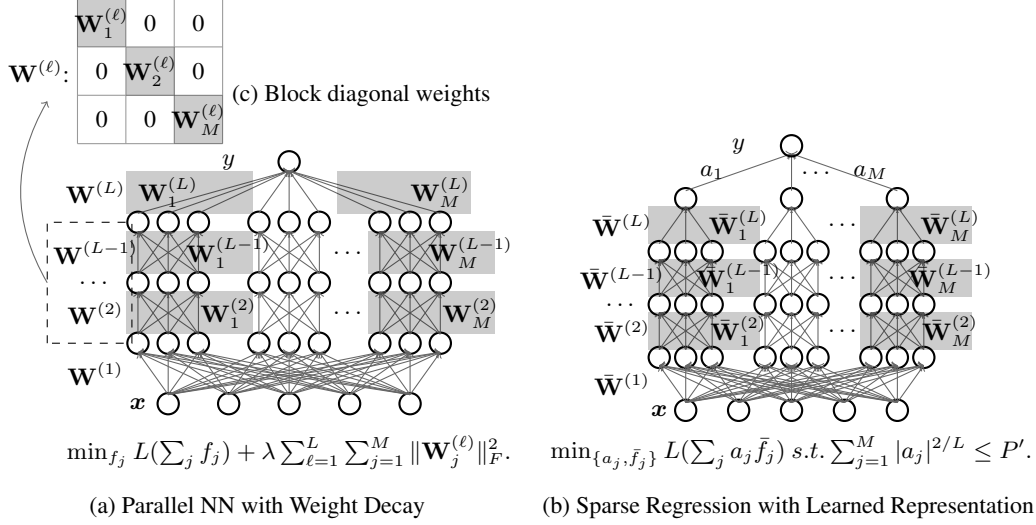 W^{(ℓ)}:
W_1^{(ℓ)} 0 0
0 W_2^{(ℓ)} 0
0 0 W_M^{(ℓ)}
(c) Block diagonal weights
y
W^{(L)} W_1^{(L)} W_M^{(L)}
W^{(L-1)} W_1^{(L-1)} ... W_M^{(L-1)}
...
W^{(2)} W_1^{(2)} ... W_M^{(2)}
W^{(1)}
x
min_{f_j} L(∑_j f_j) + λ ∑_{ℓ=1}^{L} ∑_{j=1}^{M} ‖W_j^{(ℓ)}‖_F^2.
(a) Parallel NN with Weight Decay
y
a_1 ... a_M
W̄^{(L)} W̄_1^{(L)} ... W̄_M^{(L)}
W̄^{(L-1)} W̄_1^{(L-1)} ... W̄_M^{(L-1)}
...
W̄^{(2)} W̄_1^{(2)} ... W̄_M^{(2)}
W̄^{(1)}
x
min_{{a_j, f̄_j}} L(∑_j a_j f̄_j) s.t. ∑_{j=1}^{M} |a_j|^{2/L} ≤ P′.
(b) Sparse Regression with Learned Representation